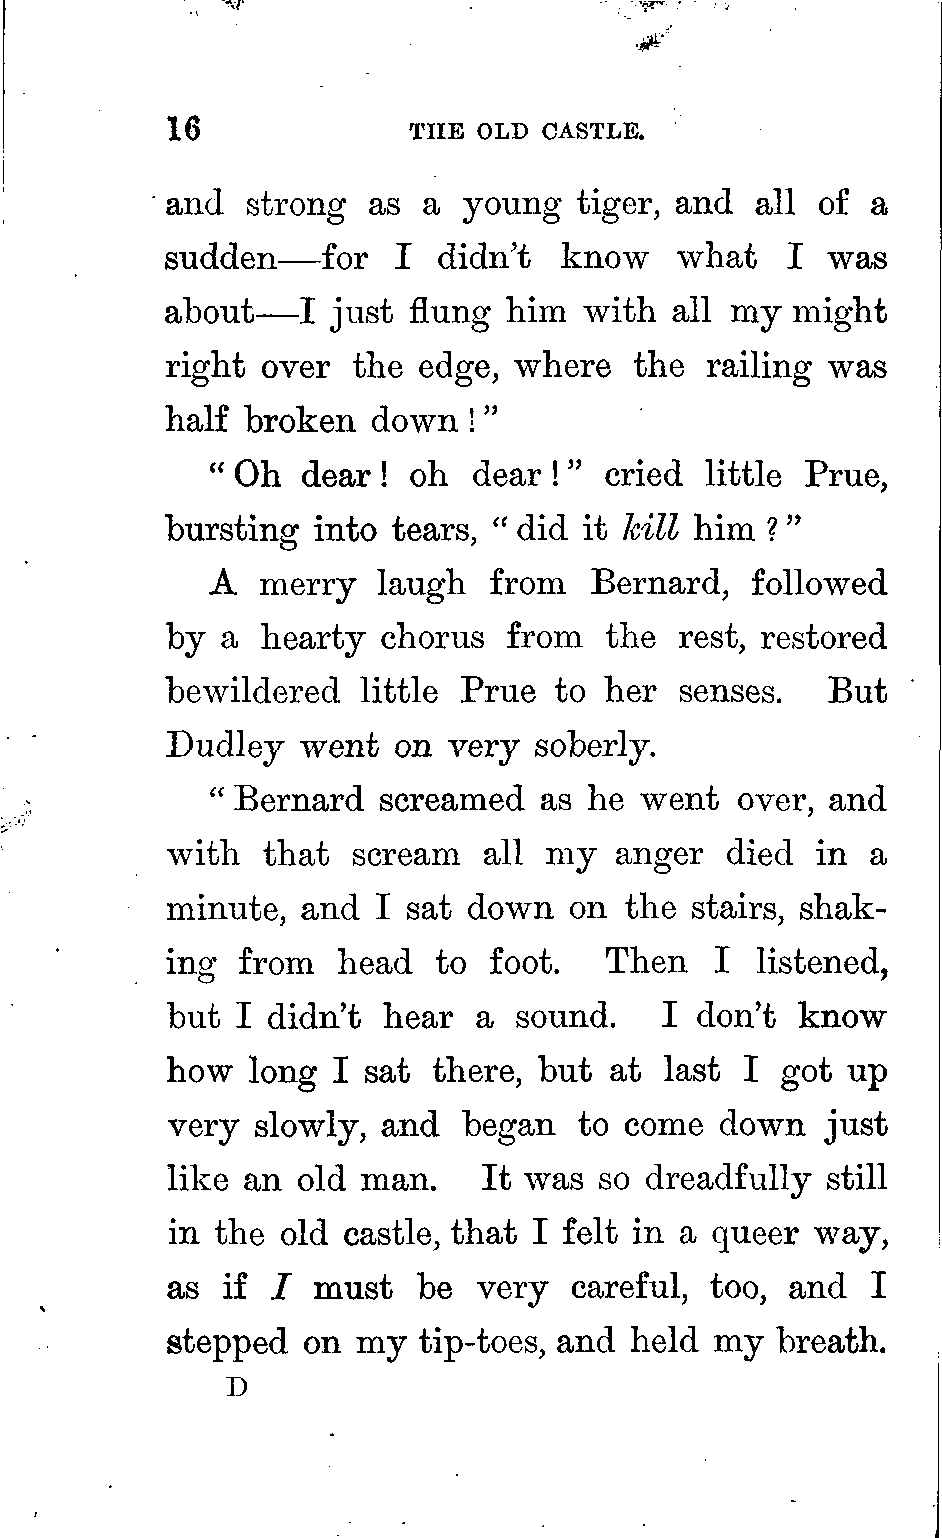 16 THE OLD CASTLE.
and strong as a young tiger, and all of a
sudden—for I didn't know what I was
about—I just flung him with all my might
right over the edge, where the railing was
half broken down!”
“Oh dear! oh dear!” cried little Prue,
bursting into tears, “did it kill him?”
A merry laugh from Bernard, followed
by a hearty chorus from the rest, restored
bewildered little Prue to her senses. But
Dudley went on very soberly.
“Bernard screamed as he went over, and
with that scream all my anger died in a
minute, and I sat down on the stairs, shak-
ing from head to foot. Then I listened,
but I didn't hear a sound. I don't know
how long I sat there, but at last I got up
very slowly, and began to come down just
like an old man. It was so dreadfully still
in the old castle, that I felt in a queer way,
as if I must be very careful, too, and I
stepped on my tip-toes, and held my breath.
D